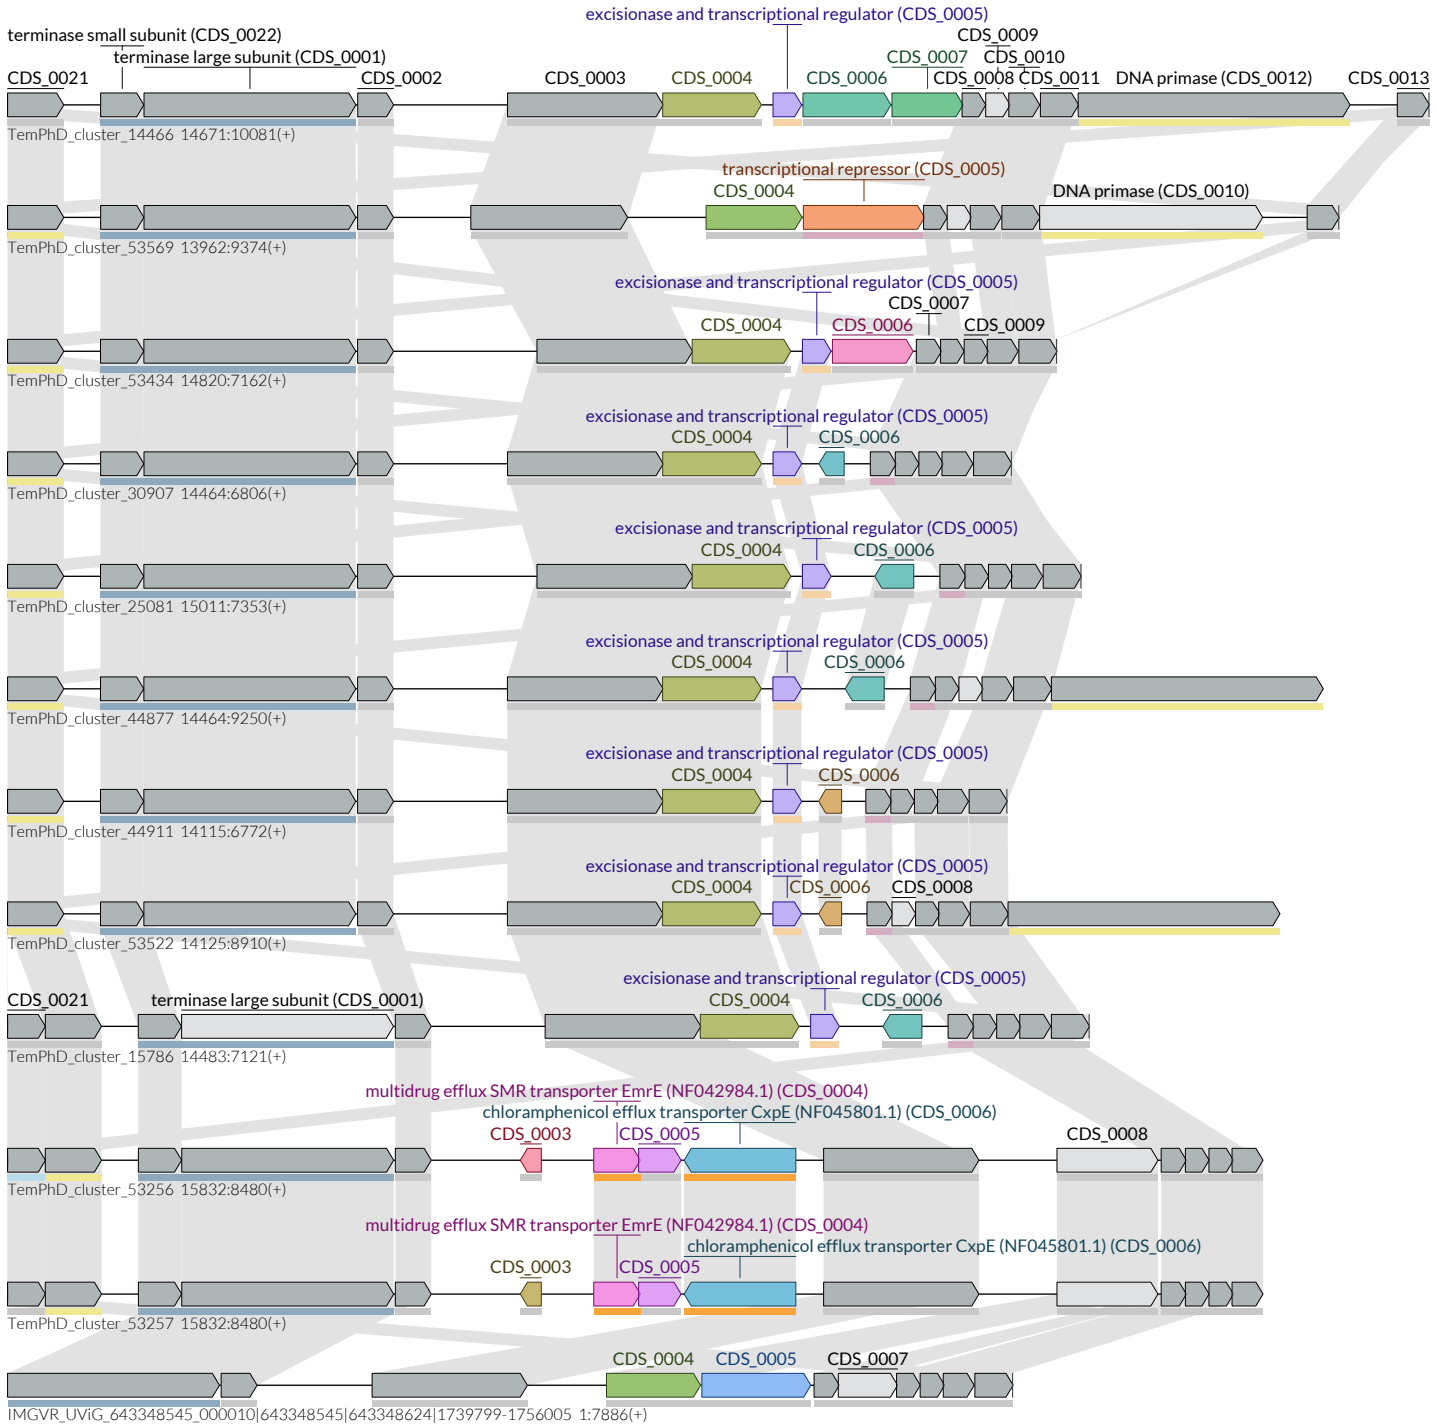 excisionase and transcriptional regulator (CDS_0005)
terminase small subunit (CDS_0022)
CDS_0009
terminase large subunit (CDS_0001)
CDS_0007
CDS_0010
CDS_0021
CDS_0002
CDS_0003
CDS_0004
CDS_0006
CDS_0008
CDS_0011
DNA primase (CDS_0012)
CDS_0013
TemPhD_cluster_14466 14671:10081(+)
transcriptional repressor (CDS_0005)
CDS_0004
DNA primase (CDS_0010)
TemPhD_cluster_53569 13962:9374(+)
excisionase and transcriptional regulator (CDS_0005)
CDS_0007
CDS_0004
CDS_0006
CDS_0009
TemPhD_cluster_53434 14820:7162(+)
excisionase and transcriptional regulator (CDS_0005)
CDS_0004
CDS_0006
TemPhD_cluster_30907 14464:6806(+)
excisionase and transcriptional regulator (CDS_0005)
CDS_0004
CDS_0006
TemPhD_cluster_25081 15011:7353(+)
excisionase and transcriptional regulator (CDS_0005)
CDS_0004
CDS_0006
TemPhD_cluster_44877 14464:9250(+)
excisionase and transcriptional regulator (CDS_0005)
CDS_0004
CDS_0006
TemPhD_cluster_44911 14115:6772(+)
excisionase and transcriptional regulator (CDS_0005)
CDS_0004
CDS_0006
CDS_0008
TemPhD_cluster_53522 14125:8910(+)
excisionase and transcriptional regulator (CDS_0005)
CDS_0021
terminase large subunit (CDS_0001)
CDS_0004
CDS_0006
TemPhD_cluster_15786 14483:7121(+)
multidrug efflux SMR transporter EmrE (NF042984.1) (CDS_0004)
chloramphenicol efflux transporter CxpE (NF045801.1) (CDS_0006)
CDS_0003
CDS_0005
CDS_0008
TemPhD_cluster_53256 15832:8480(+)
multidrug efflux SMR transporter EmrE (NF042984.1) (CDS_0004)
chloramphenicol efflux transporter CxpE (NF045801.1) (CDS_0006)
CDS_0003
CDS_0005
TemPhD_cluster_53257 15832:8480(+)
CDS_0004
CDS_0005
CDS_0007
IMGVR_UViG_643348545_000010|643348545|643348624|1739799-1756005 1:7886(+)